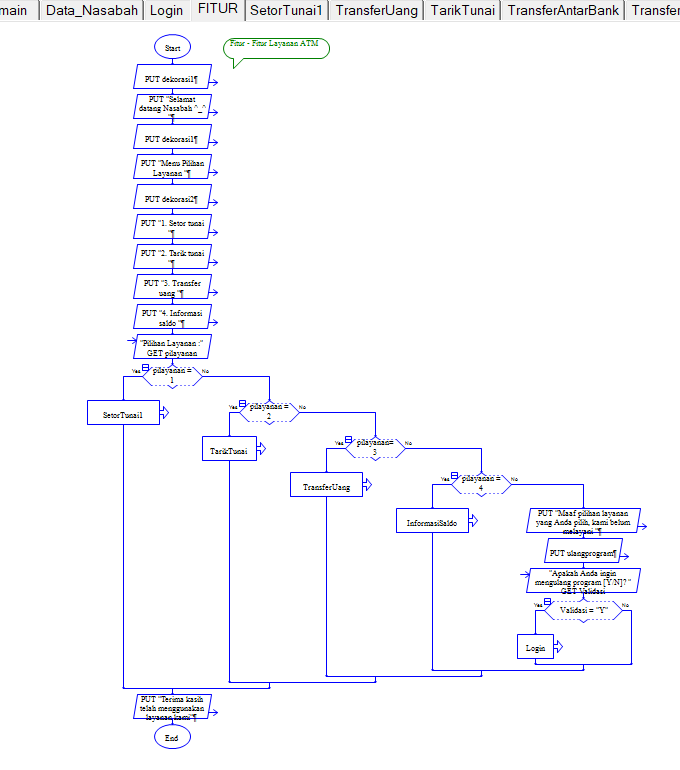 main
Data_Nasabah
Login
FITUR
SetorTunai1
TransferUang
TarikTunai
TransferAntarBank
Transfer
Start
Fitur - Fitur Layanan ATM
PUT dekorasi1¶
PUT "Selamat
datang Nasabah ^_^
"¶
PUT dekorasi1¶
PUT "Menu Pilihan
Layanan "¶
PUT dekorasi2¶
PUT "1. Setor tunai
"¶
PUT "2. Tarik tunai
"¶
PUT "3. Transfer
uang "¶
PUT "4. Informasi
saldo "¶
"Pilihan Layanan :"
GET pilayanan
Yes
pilayanan =
1
No
SetorTunai1
Yes
pilayanan =
2
No
TarikTunai
Yes
pilayanan=
3
No
TransferUang
Yes
pilayanan =
4
No
InformasiSaldo
PUT "Maaf pilihan layanan
yang Anda pilih, kami belum
melayani "¶
PUT ulangprogram¶
"Apakah Anda ingin
mengulang program [Y/N]? "
GET Validasi
Yes
Validasi = "Y"
No
Login
PUT "Terima kasih
telah menggunakan
layanan kami"¶
End